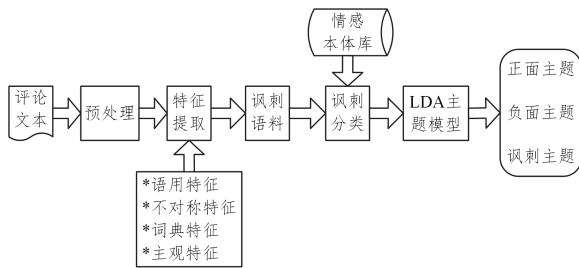 情感
本体库
评论
文本
预处理
特征
提取
讽刺
语料
讽刺
分类
LDA主
题模型
正面主题
负面主题
讽刺主题
*语用特征
*不对称特征
*词典特征
*主观特征